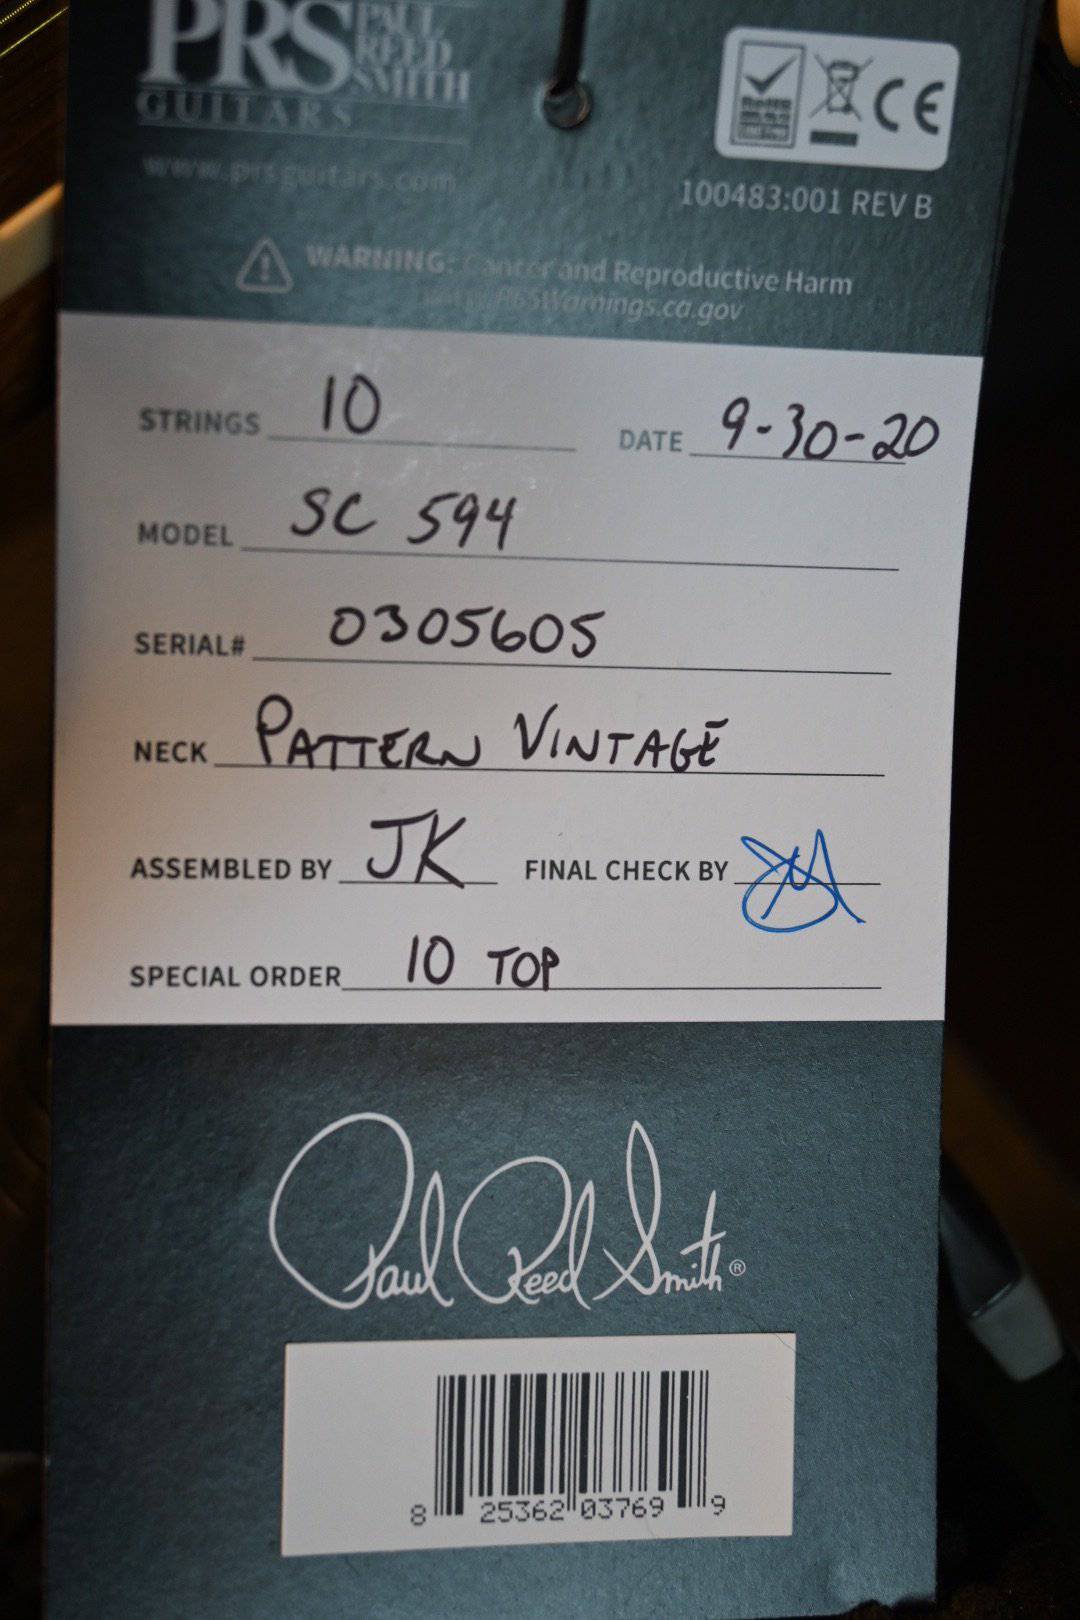 PRS PAUL REED SMITH
GUITARS
www.prsguitars.com
CE
100483:001 REV B
WARNING: Cancer and Reproductive Harm
P65Warnings.ca.gov
STRINGS 10 DATE 9-30-20
MODEL SC 594
SERIAL# 0305605
NECK PATTERN VINTAGE
ASSEMBLED BY JK FINAL CHECK BY
SPECIAL ORDER 10 TOP
Paul Reed Smith®
8 25362 03769 9